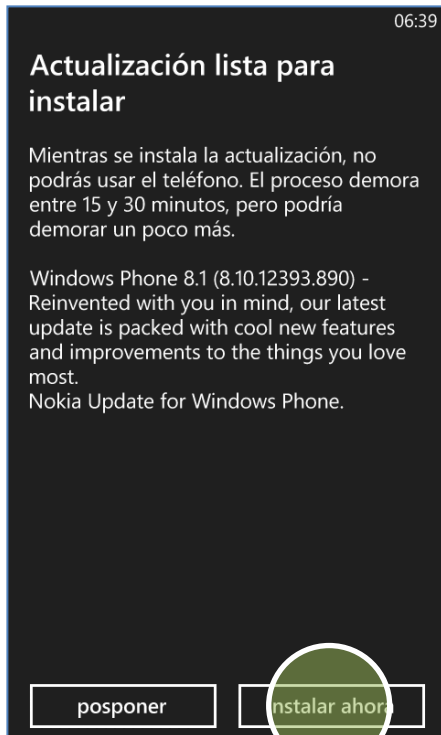 06:39
Actualización lista para
instalar
Mientras se instala la actualización, no
podrás usar el teléfono. El proceso demora
entre 15 y 30 minutos, pero podría
demorar un poco más.
Windows Phone 8.1 (8.10.12393.890) -
Reinvented with you in mind, our latest
update is packed with cool new features
and improvements to the things you love
most.
Nokia Update for Windows Phone.
posponer
instalar ahora